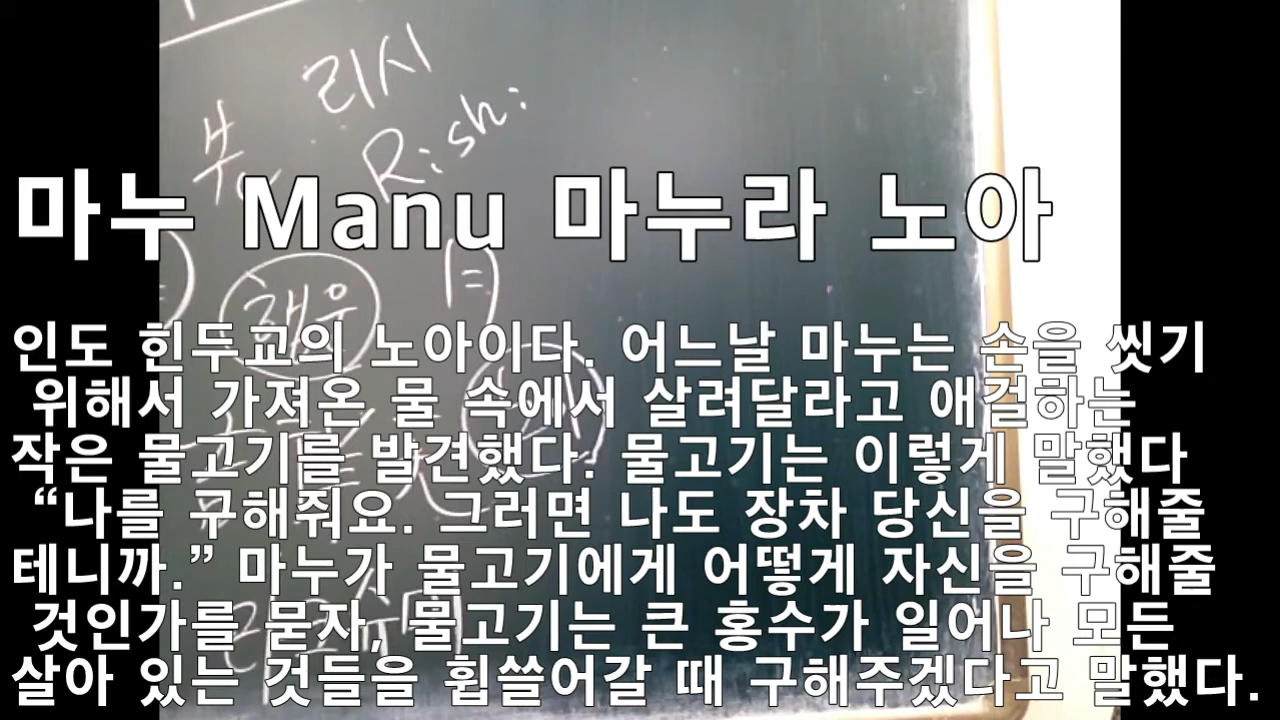 리시
Rishi
마누 Manu 마누라 노아
해우
인도 힌두교의 노아이다. 어느날 마누는 손을 씻기
위해서 가져온 물 속에서 살려달라고 애걸하는
작은 물고기를 발견했다. 물고기는 이렇게 말했다
“나를 구해줘요. 그러면 나도 장차 당신을 구해줄
테니까.” 마누가 물고기에게 어떻게 자신을 구해줄
것인가를 묻자, 물고기는 큰 홍수가 일어나 모든
살아 있는 것들을 휩쓸어갈 때 구해주겠다고 말했다.